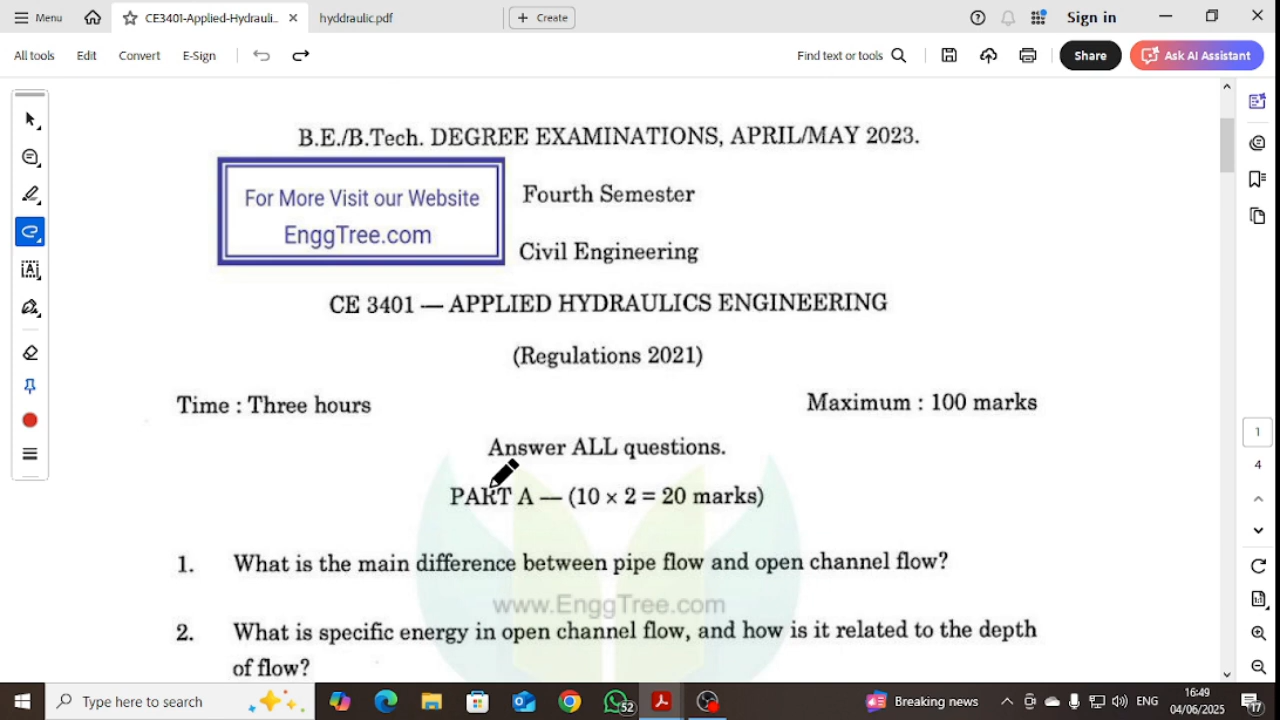 Menu
CE3401-Applied-Hydrauli...
hyddraulic.pdf
Create
Sign in
All tools
Edit
Convert
E-Sign
Find text or tools
Share
Ask AI Assistant
B.E./B.Tech. DEGREE EXAMINATIONS, APRIL/MAY 2023.
For More Visit our Website
EnggTree.com
Fourth Semester
Civil Engineering
CE 3401 — APPLIED HYDRAULICS ENGINEERING
(Regulations 2021)
Time : Three hours
Maximum : 100 marks
Answer ALL questions.
PART A — (10 × 2 = 20 marks)
1. What is the main difference between pipe flow and open channel flow?
www.EnggTree.com
2. What is specific energy in open channel flow, and how is it related to the depth
of flow?
1
4
Type here to search
52
Breaking news
ENG
16:49
04/06/2025
17